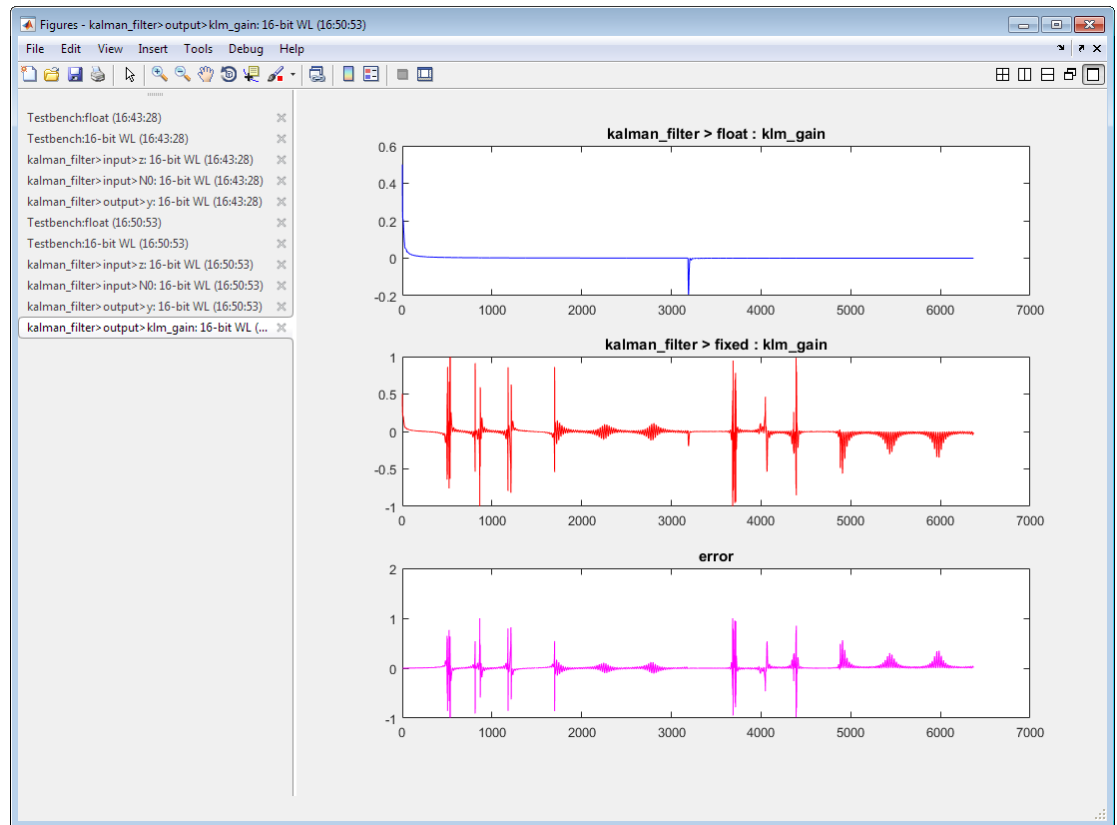 Figures - kalman_filter>output>klm_gain: 16-bit WL (16:50:53)
File Edit View Insert Tools Debug Help
Testbench:float (16:43:28)
Testbench:16-bit WL (16:43:28)
kalman_filter>input>z: 16-bit WL (16:43:28)
kalman_filter>input>N0: 16-bit WL (16:43:28)
kalman_filter>output>y: 16-bit WL (16:43:28)
Testbench:float (16:50:53)
Testbench:16-bit WL (16:50:53)
kalman_filter>input>z: 16-bit WL (16:50:53)
kalman_filter>input>N0: 16-bit WL (16:50:53)
kalman_filter>output>y: 16-bit WL (16:50:53)
kalman_filter>output>klm_gain: 16-bit WL (...
kalman_filter > float : klm_gain
0.6
0.4
0.2
0
-0.2
0 1000 2000 3000 4000 5000 6000 7000
kalman_filter > fixed : klm_gain
1
0.5
0
-0.5
-1
0 1000 2000 3000 4000 5000 6000 7000
error
2
1
0
-1
0 1000 2000 3000 4000 5000 6000 7000